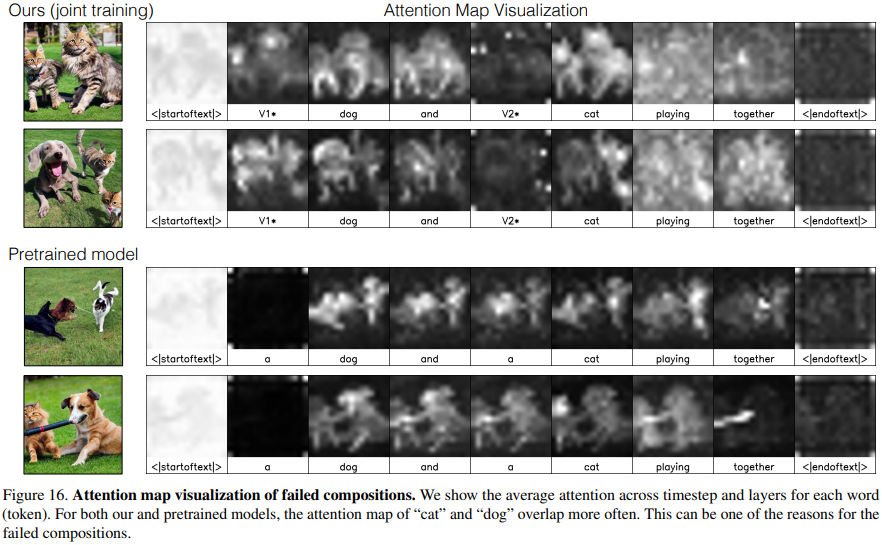 Ours (joint training) Attention Map Visualization
<|startoftext|> V1* dog and V2* cat playing together <|endoftext|>
<|startoftext|> V1* dog and V2* cat playing together <|endoftext|>
Pretrained model
<|startoftext|> a dog and a cat playing together <|endoftext|>
<|startoftext|> a dog and a cat playing together <|endoftext|>
Figure 16. Attention map visualization of failed compositions. We show the average attention across timestep and layers for each word
(token). For both our and pretrained models, the attention map of “cat” and “dog” overlap more often. This can be one of the reasons for the
failed compositions.